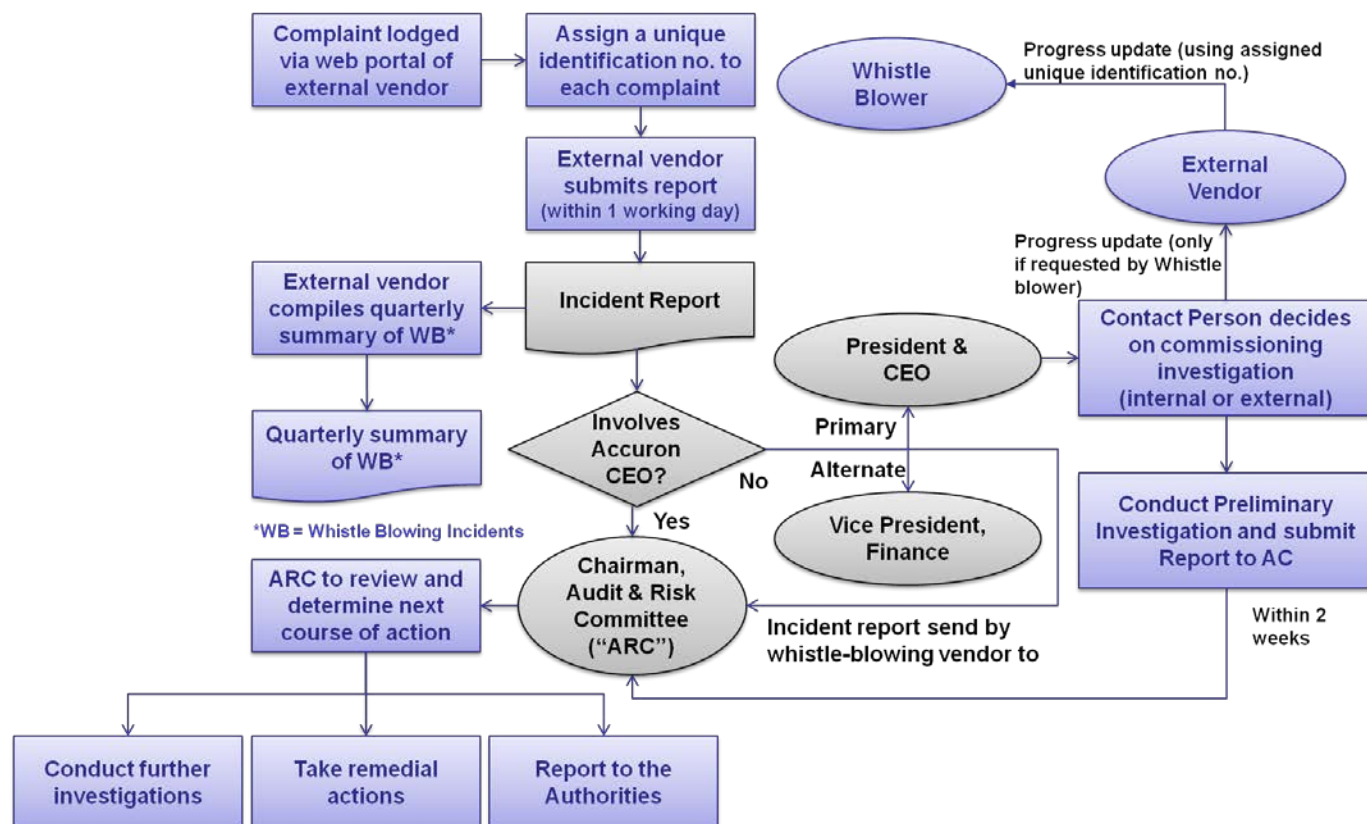 Complaint lodged
via web portal of
external vendor
Assign a unique
identification no. to
each complaint
Whistle
Blower
Progress update (using assigned
unique identification no.)
External vendor
submits report
(within 1 working day)
External
Vendor
Progress update (only
if requested by Whistle
blower)
External vendor
compiles quarterly
summary of WB*
Incident Report
President &
CEO
Contact Person decides
on commissioning
investigation
(internal or external)
Quarterly summary
of WB*
Involves
Accuron
CEO?
Primary
Alternate
No
Yes
Vice President,
Finance
Conduct Preliminary
Investigation and submit
Report to AC
*WB = Whistle Blowing Incidents
ARC to review and
determine next
course of action
Chairman,
Audit & Risk
Committee
(“ARC”)
Incident report send by
whistle-blowing vendor to
Within 2
weeks
Conduct further
investigations
Take remedial
actions
Report to the
Authorities